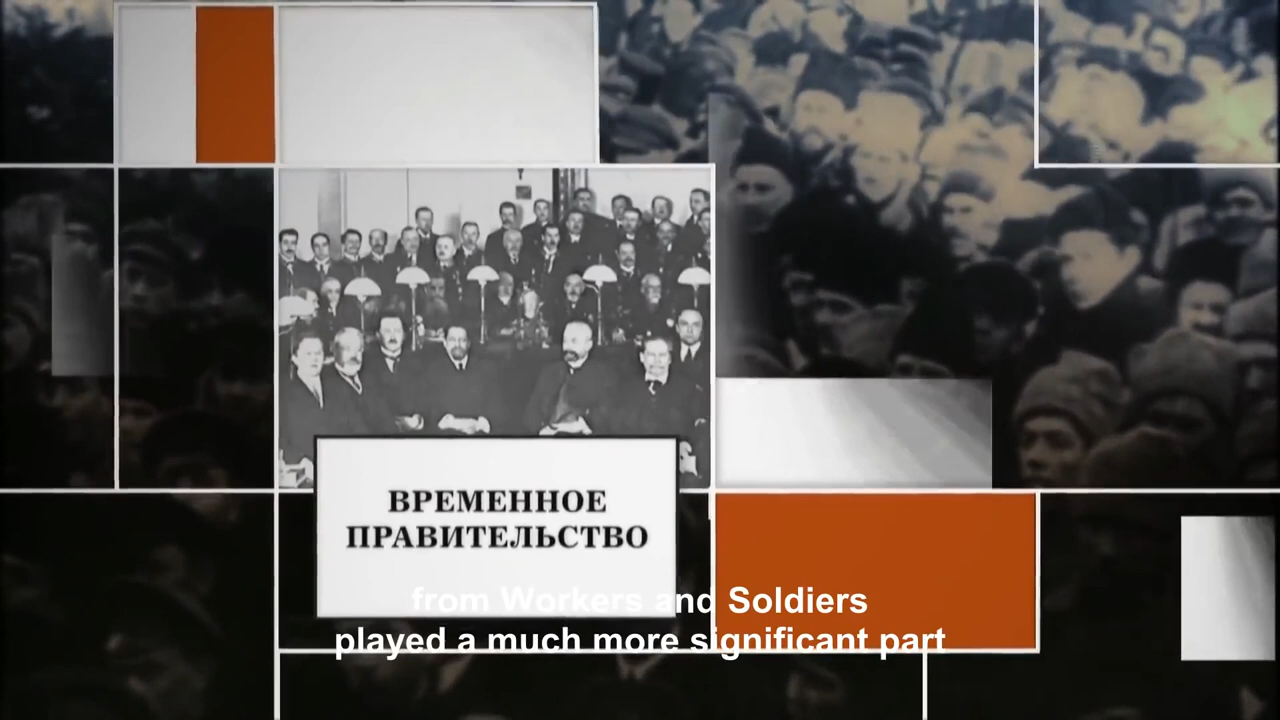 ВРЕМЕННОЕ
ПРАВИТЕЛЬСТВО
from Workers and Soldiers
played a much more significant part